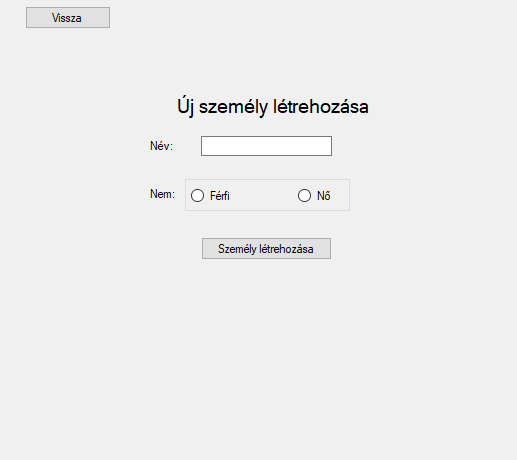 Vissza
Új személy létrehozása
Név:
Nem: Férfi Nő
Személy létrehozása